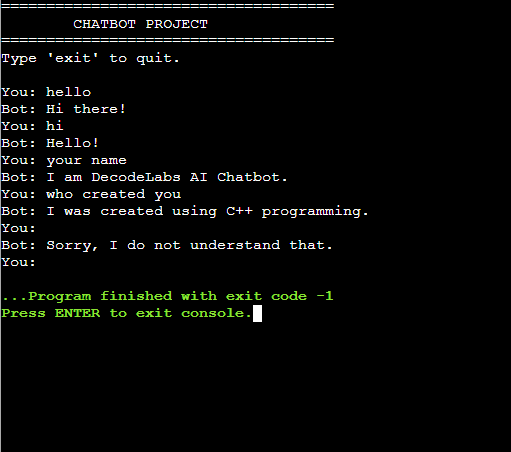 =====================================
CHATBOT PROJECT
=====================================
Type 'exit' to quit.
You: hello
Bot: Hi there!
You: hi
Bot: Hello!
You: your name
Bot: I am DecodeLabs AI Chatbot.
You: who created you
Bot: I was created using C++ programming.
You:
Bot: Sorry, I do not understand that.
You:
...Program finished with exit code -1
Press ENTER to exit console.